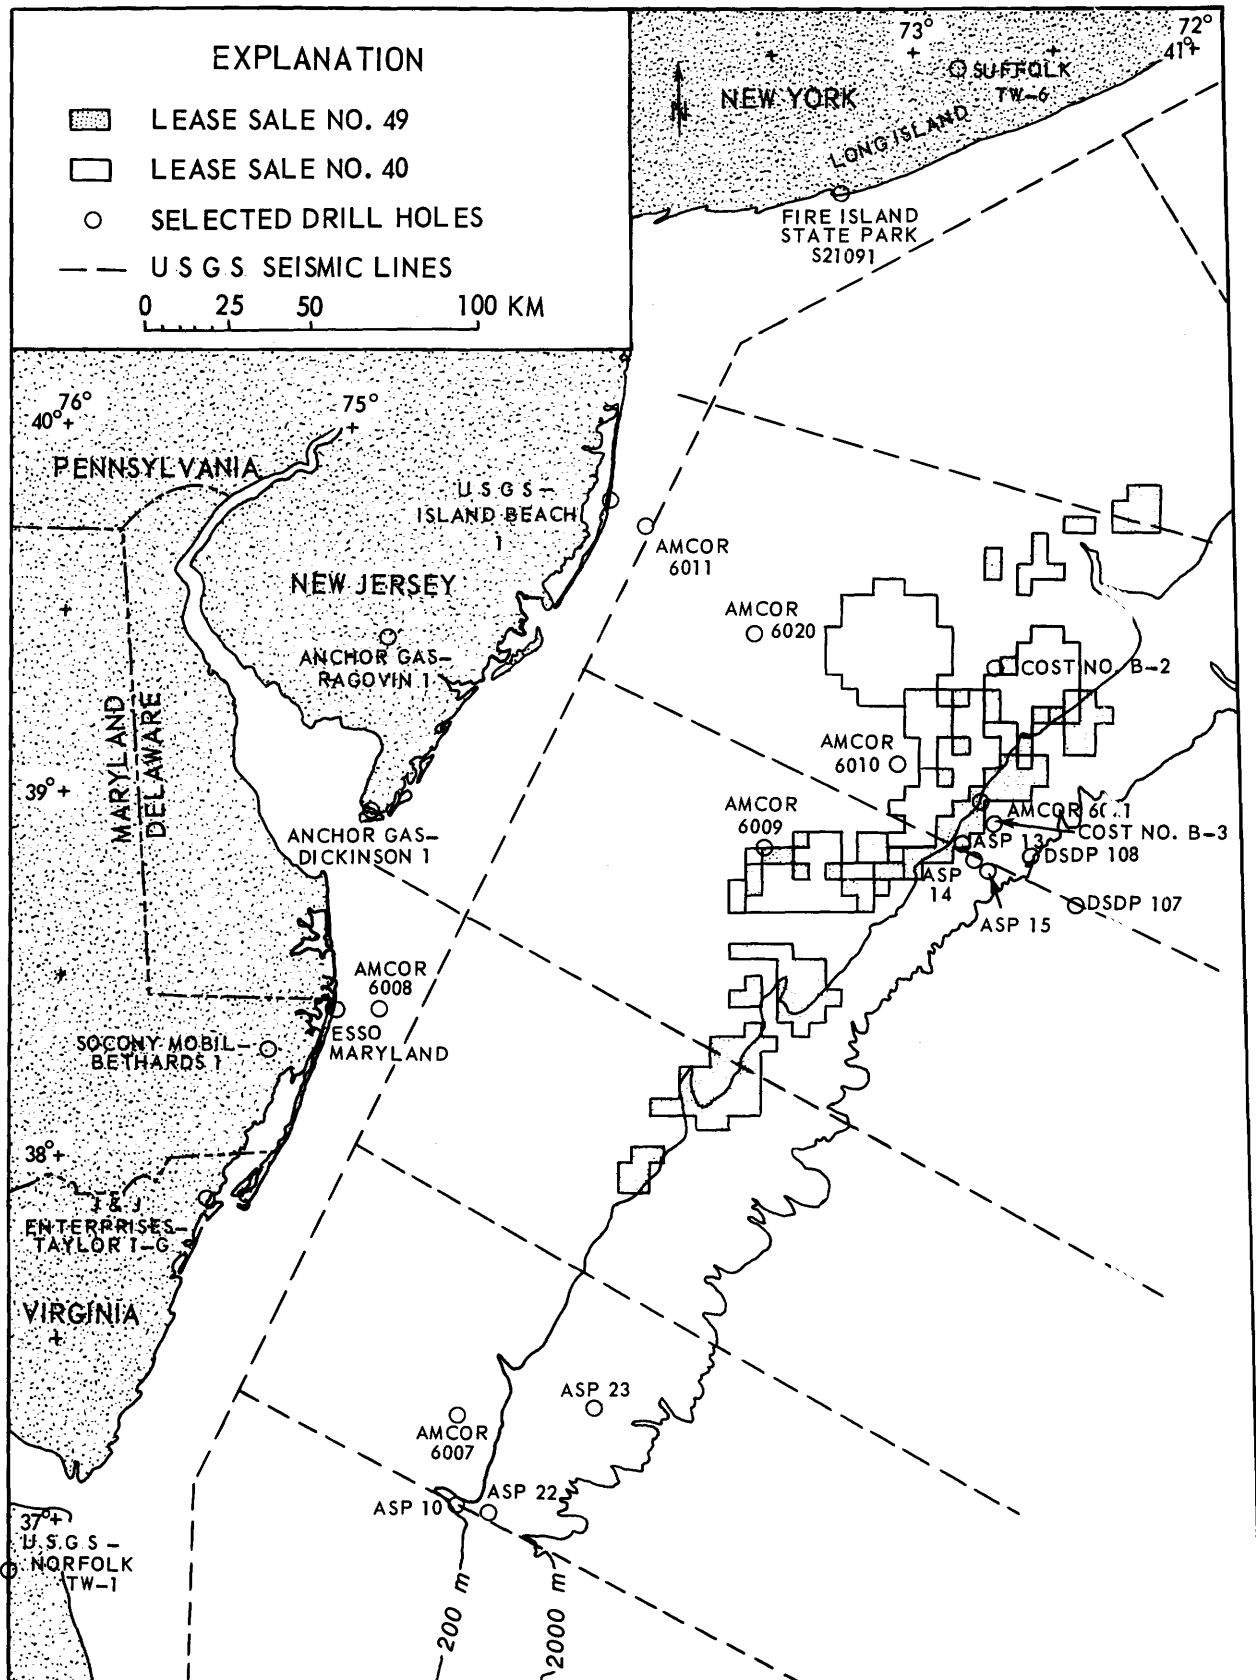 EXPLANATION
LEASE SALE NO. 49
LEASE SALE NO. 40
SELECTED DRILL HOLES
U.S.G.S. SEISMIC LINES
0 25 50 100 KM
73°
72°
41°
SUFFOLK
TW-6
N
NEW YORK
LONG ISLAND
FIRE ISLAND
STATE PARK
S21091
76°
40°
75°
PENNSYLVANIA
U.S.G.S-
ISLAND BEACH
1
AMCOR
6011
NEW JERSEY
AMCOR
6020
ANCHOR GAS-
RAGOVIN 1
COST NO. B-2
MARYLAND
DELAWARE
AMCOR
6010
39°
AMCOR
6009
ANCHOR GAS-
DICKINSON 1
AMCOR
COST NO. B-3
ASP 13
DSDP 108
ASP
14
DSDP 107
ASP 15
AMCOR
6008
ESSO
MARYLAND
SOCONY MOBIL-
BETHARDS 1
38°
J & J
ENTERPRISES-
TAYLOR 1-G
VIRGINIA
ASP 23
AMCOR
6007
ASP 22
ASP 10
37°
U.S.G.S-
NORFOLK
TW-1
200 m
2000 m